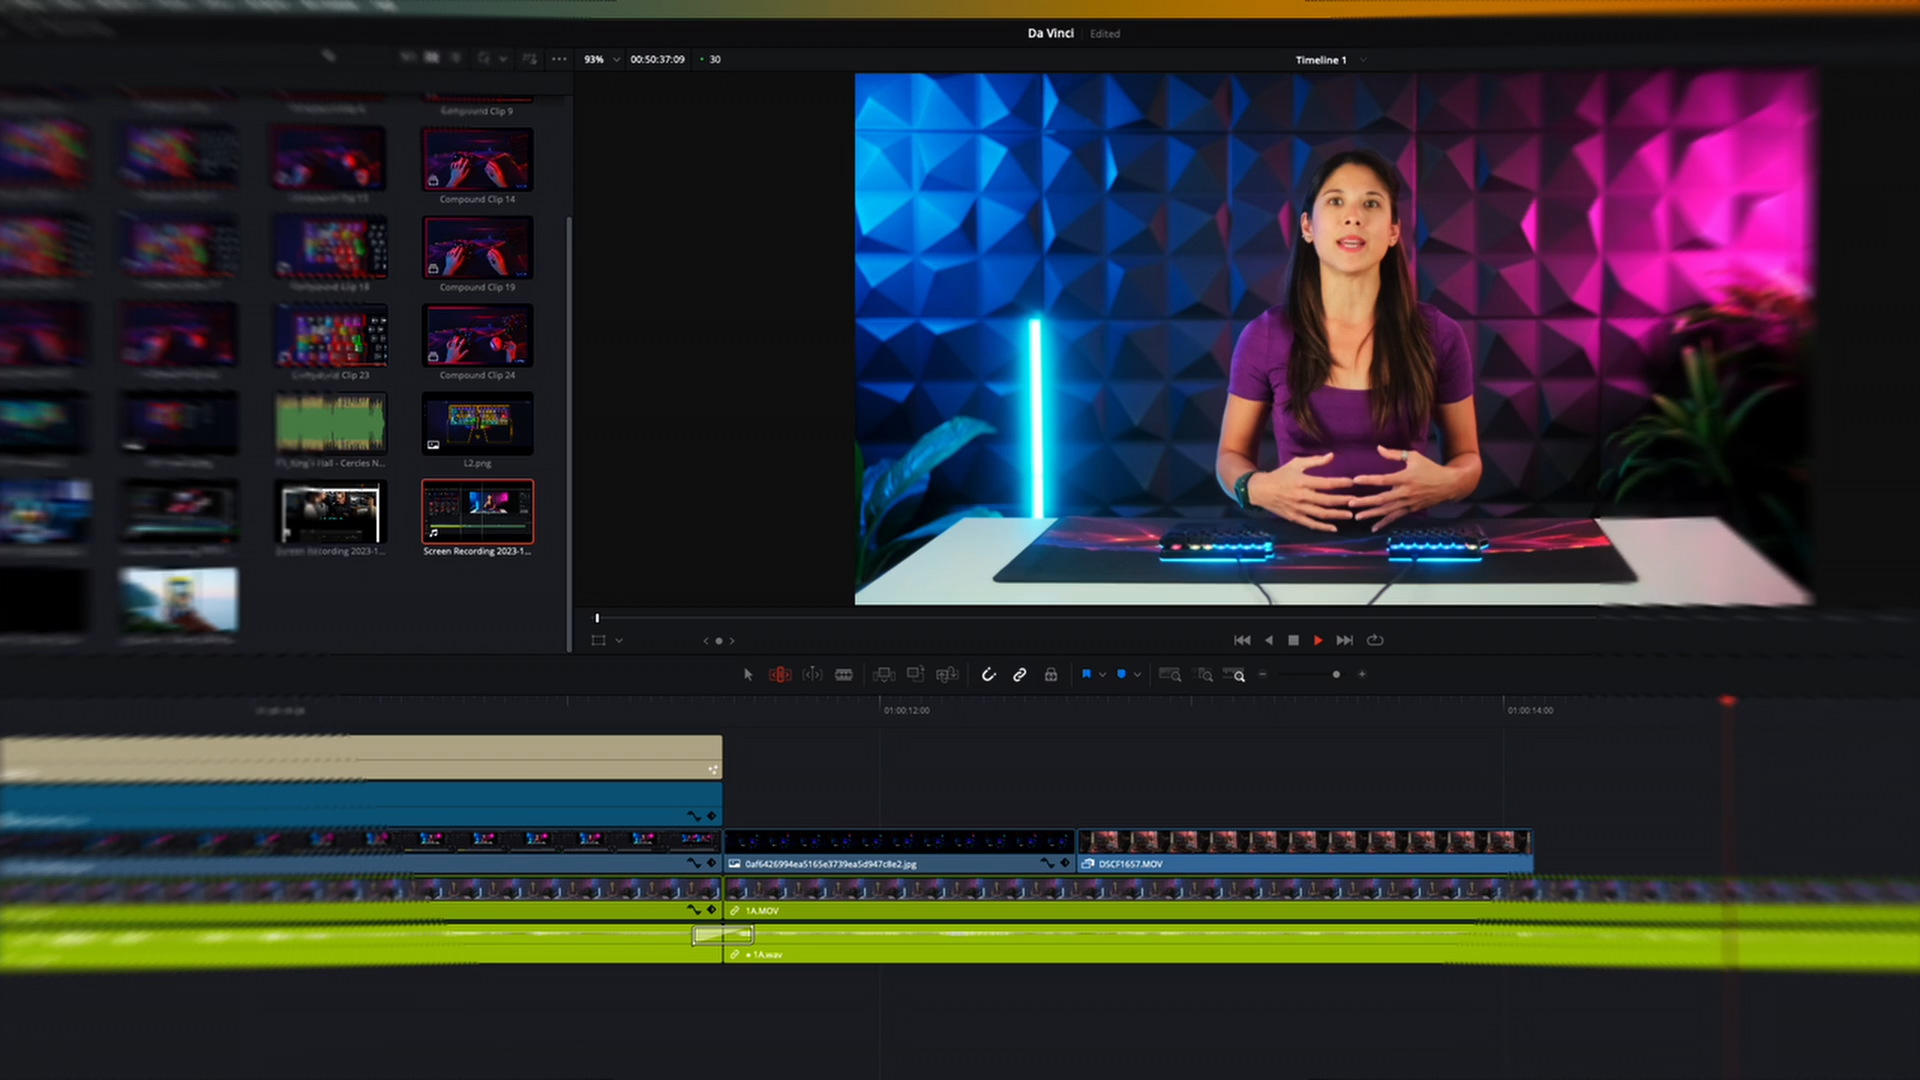 Da Vinci Edited
93% 00:50:37:09 30 Timeline 1
Compound Clip 9
Compound Clip 14
Compound Clip 19
Clip 23 Compound Clip 24
Hall - Cercles N... L2.png
Screen Recording 2023-1... Screen Recording 2023-1...
01:00:12:00 01:00:14:00
0af6426994ea5165e3739ea5d947c8e2.jpg DSCF1657.MOV
1A.MOV
1A.wav